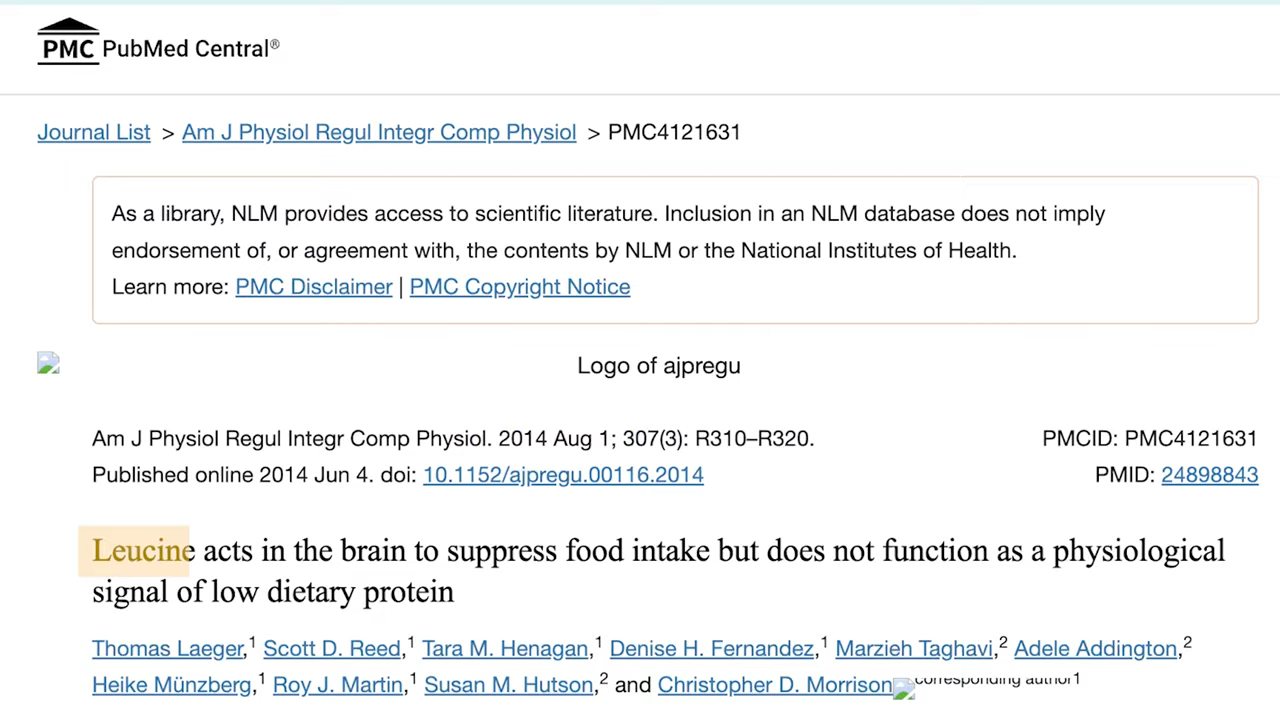 PMC PubMed Central®
Journal List > Am J Physiol Regul Integr Comp Physiol > PMC4121631
As a library, NLM provides access to scientific literature. Inclusion in an NLM database does not imply
endorsement of, or agreement with, the contents by NLM or the National Institutes of Health.
Learn more: PMC Disclaimer | PMC Copyright Notice
Logo of ajpregu
Am J Physiol Regul Integr Comp Physiol. 2014 Aug 1; 307(3): R310–R320.
PMCID: PMC4121631
Published online 2014 Jun 4. doi: 10.1152/ajpregu.00116.2014
PMID: 24898843
Leucine acts in the brain to suppress food intake but does not function as a physiological
signal of low dietary protein
Thomas Laeger,1 Scott D. Reed,1 Tara M. Henagan,1 Denise H. Fernandez,1 Marzieh Taghavi,2 Adele Addington,2
Heike Münzberg,1 Roy J. Martin,1 Susan M. Hutson,2 and Christopher D. Morrison corresponding author1